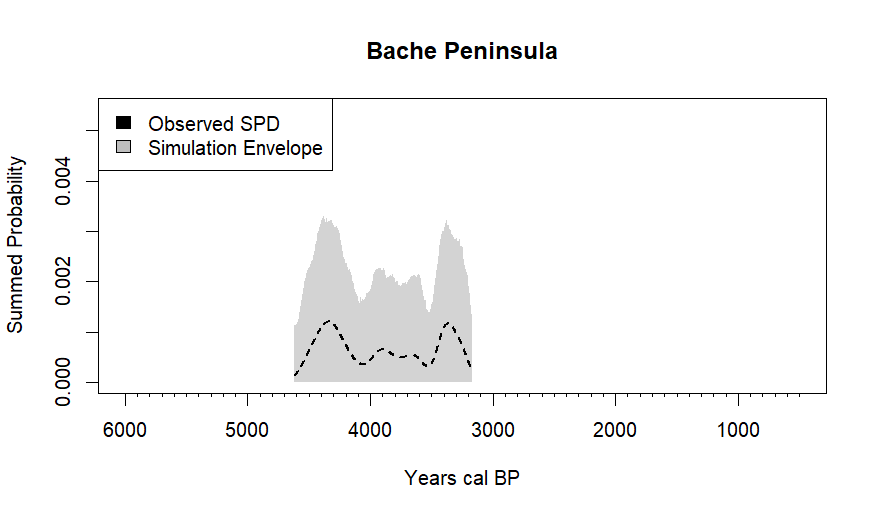 Bache Peninsula
Observed SPD
Simulation Envelope
Summed Probability
0.004
0.002
0.000
6000 5000 4000 3000 2000 1000
Years cal BP